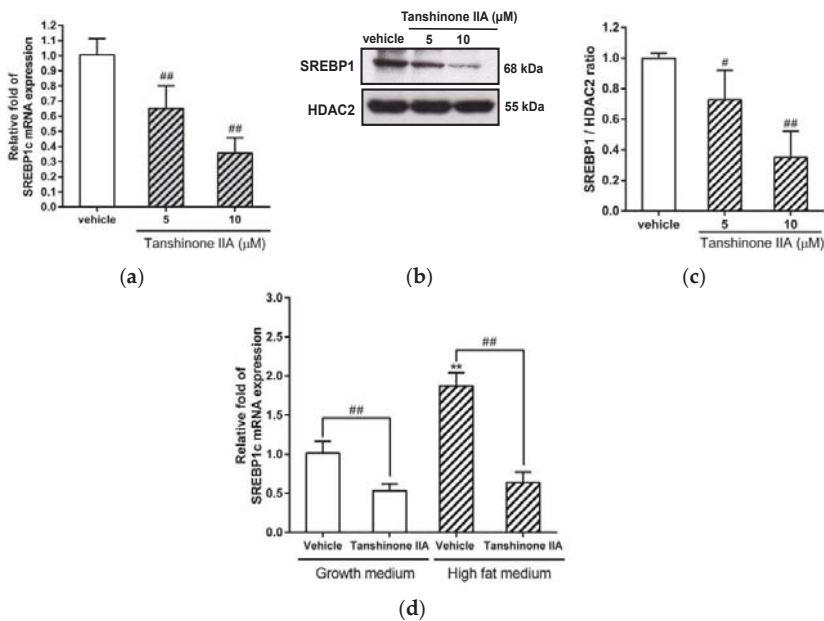 Relative fold of
SREBP1c mRNA expression
1.2
1.1
1.0
0.9
0.8
0.7
0.6
0.5
0.4
0.3
0.2
0.1
0.0
##
##
vehicle
5
10
Tanshinone IIA (μM)
(a)
Tanshinone IIA (μM)
vehicle
5
10
SREBP1
68 kDa
HDAC2
55 kDa
(b)
SREBP1 / HDAC2 ratio
1.2
1.0
0.8
0.6
0.4
0.2
0.0
#
##
vehicle
5
10
Tanshinone IIA (μM)
(c)
Relative fold of
SREBP1c mRNA expression
3.0
2.5
2.0
1.5
1.0
0.5
0.0
##
**
##
Vehicle
Tanshinone IIA
Vehicle
Tanshinone IIA
Growth medium
High fat medium
(d)